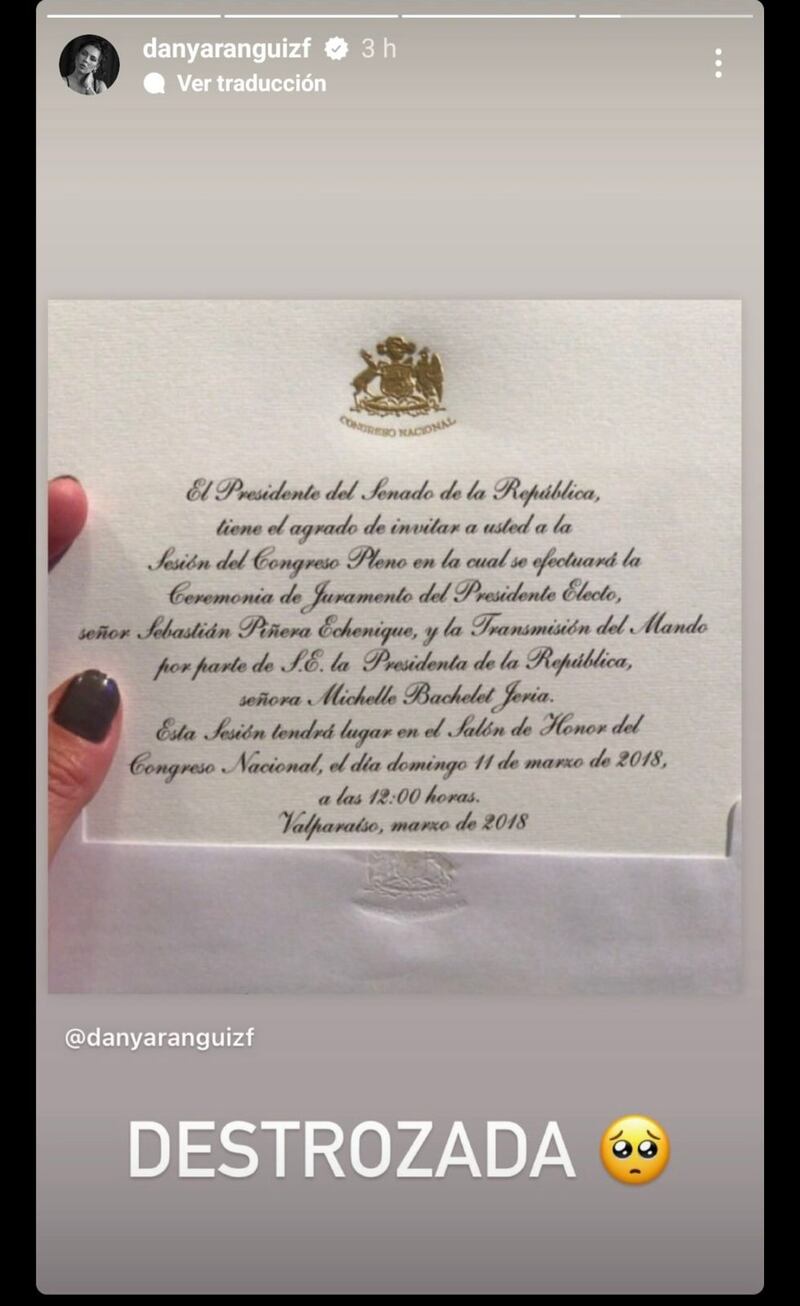 danyaranguizf 3 h
Ver traducción
CONGRESO NACIONAL
El Presidente del Senado de la República,
tiene el agrado de invitar a usted a la
Sesión del Congreso Pleno en la cual se efectuará la
Ceremonia de Juramento del Presidente Electo,
señor Sebastián Piñera Echenique, y la Transmisión del Mando
por parte de S.E. la Presidenta de la República,
señora Michelle Bachelet Jeria.
Esta Sesión tendrá lugar en el Salón de Honor del
Congreso Nacional, el día domingo 11 de marzo de 2018,
a las 12:00 horas.
Valparaíso, marzo de 2018
@danyaranguizf
DESTROZADA 🥺